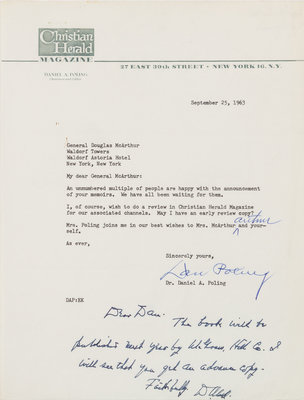 Christian
Herald
MAGAZINE
DANIEL A. POLING
27 EAST 39TH STREET · NEW YORK 16, N.Y.
September 25, 1963
General Douglas McArthur
Waldorf Towers
Waldorf Astoria Hotel
New York, New York
My dear General McArthur:
An unnumbered multiple of people are happy with the announcement
of your memoirs. We have all been waiting for them.
I, of course, wish to do a review in Christian Herald Magazine
for our associated channels. May I have an early review copy?
Arthur
Mrs. Poling joins me in our best wishes to Mrs. McArthur and your-
self.
As ever,
Sincerely yours,
Dan Poling
Dr. Daniel A. Poling
DAP:EK
Dear Dan.
The book will be
published next year by McGraw, Hill Co. I
will see that you get an advance copy.
Faithfully